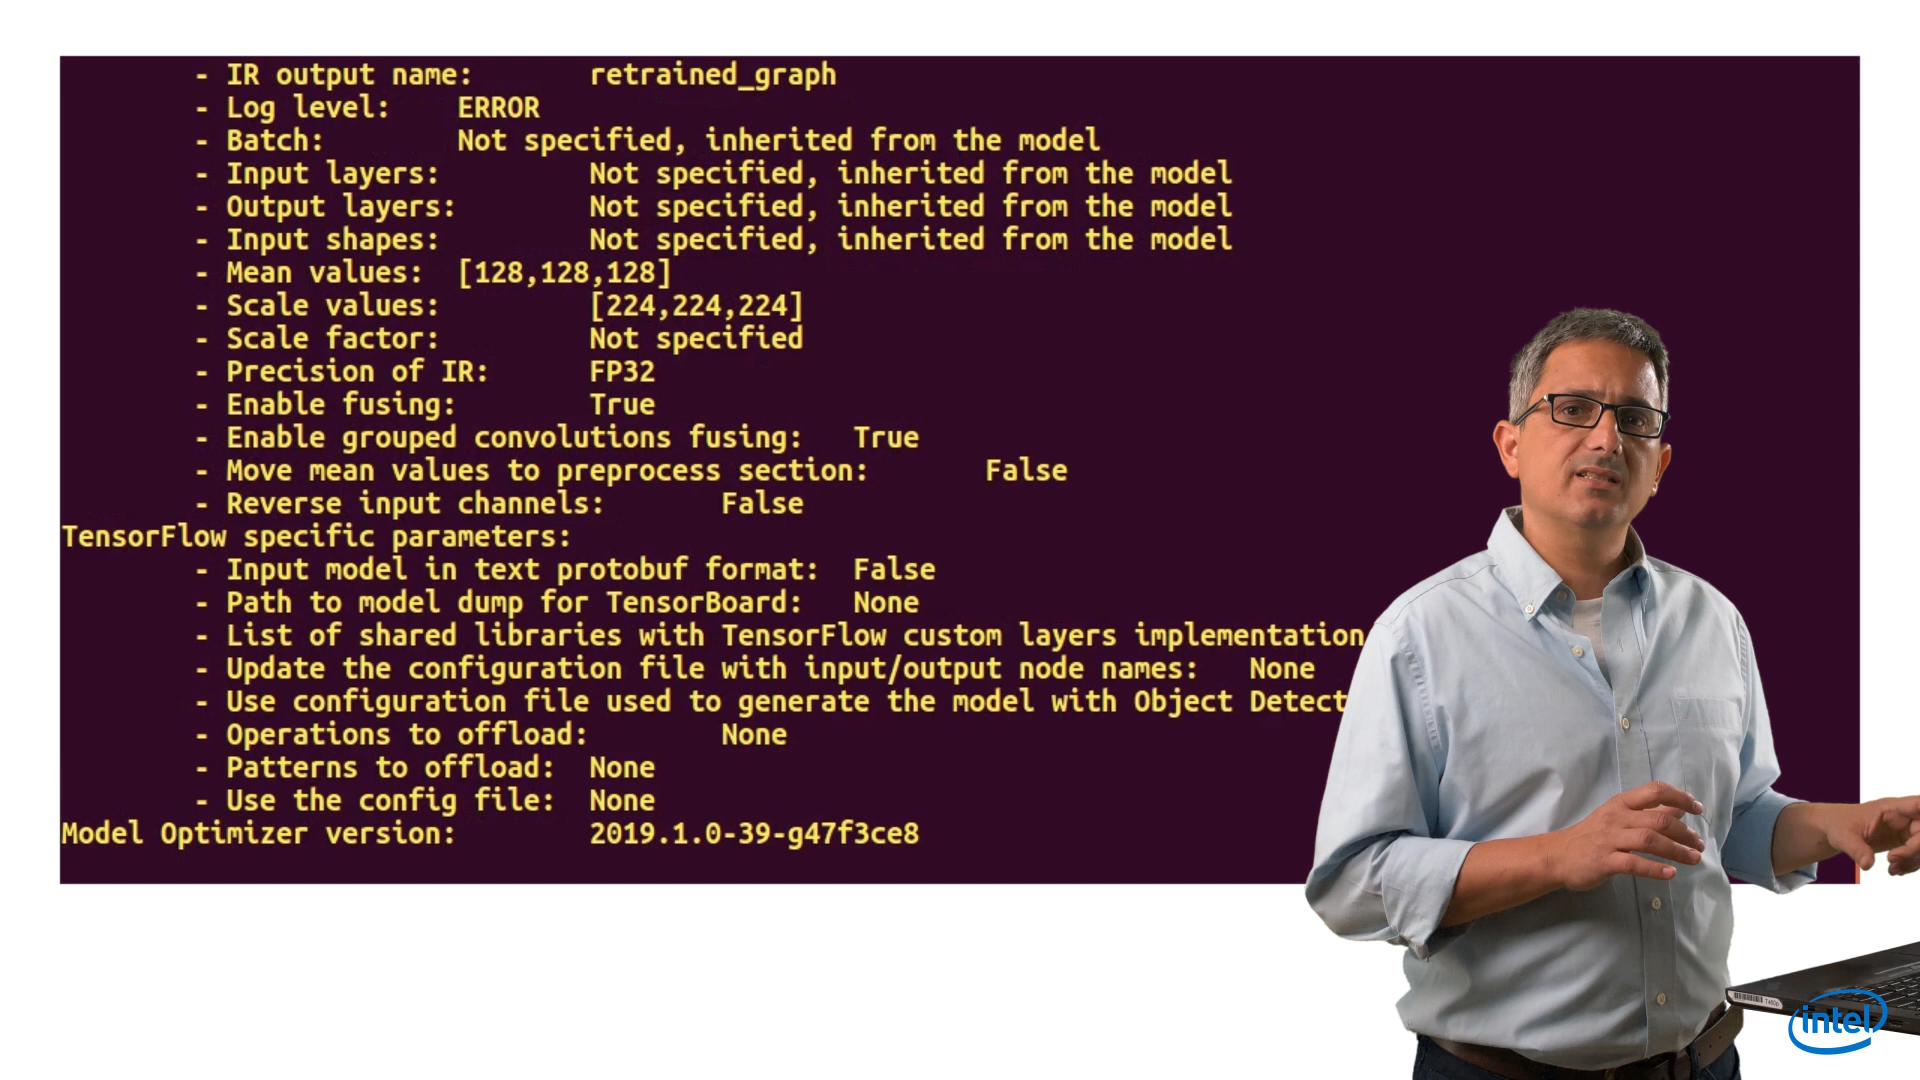 - IR output name: retrained_graph
- Log level: ERROR
- Batch: Not specified, inherited from the model
- Input layers: Not specified, inherited from the model
- Output layers: Not specified, inherited from the model
- Input shapes: Not specified, inherited from the model
- Mean values: [128,128,128]
- Scale values: [224,224,224]
- Scale factor: Not specified
- Precision of IR: FP32
- Enable fusing: True
- Enable grouped convolutions fusing: True
- Move mean values to preprocess section: False
- Reverse input channels: False
TensorFlow specific parameters:
- Input model in text protobuf format: False
- Path to model dump for TensorBoard: None
- List of shared libraries with TensorFlow custom layers implementation
- Update the configuration file with input/output node names: None
- Use configuration file used to generate the model with Object Detect
- Operations to offload: None
- Patterns to offload: None
- Use the config file: None
Model Optimizer version: 2019.1.0-39-g47f3ce8
intel